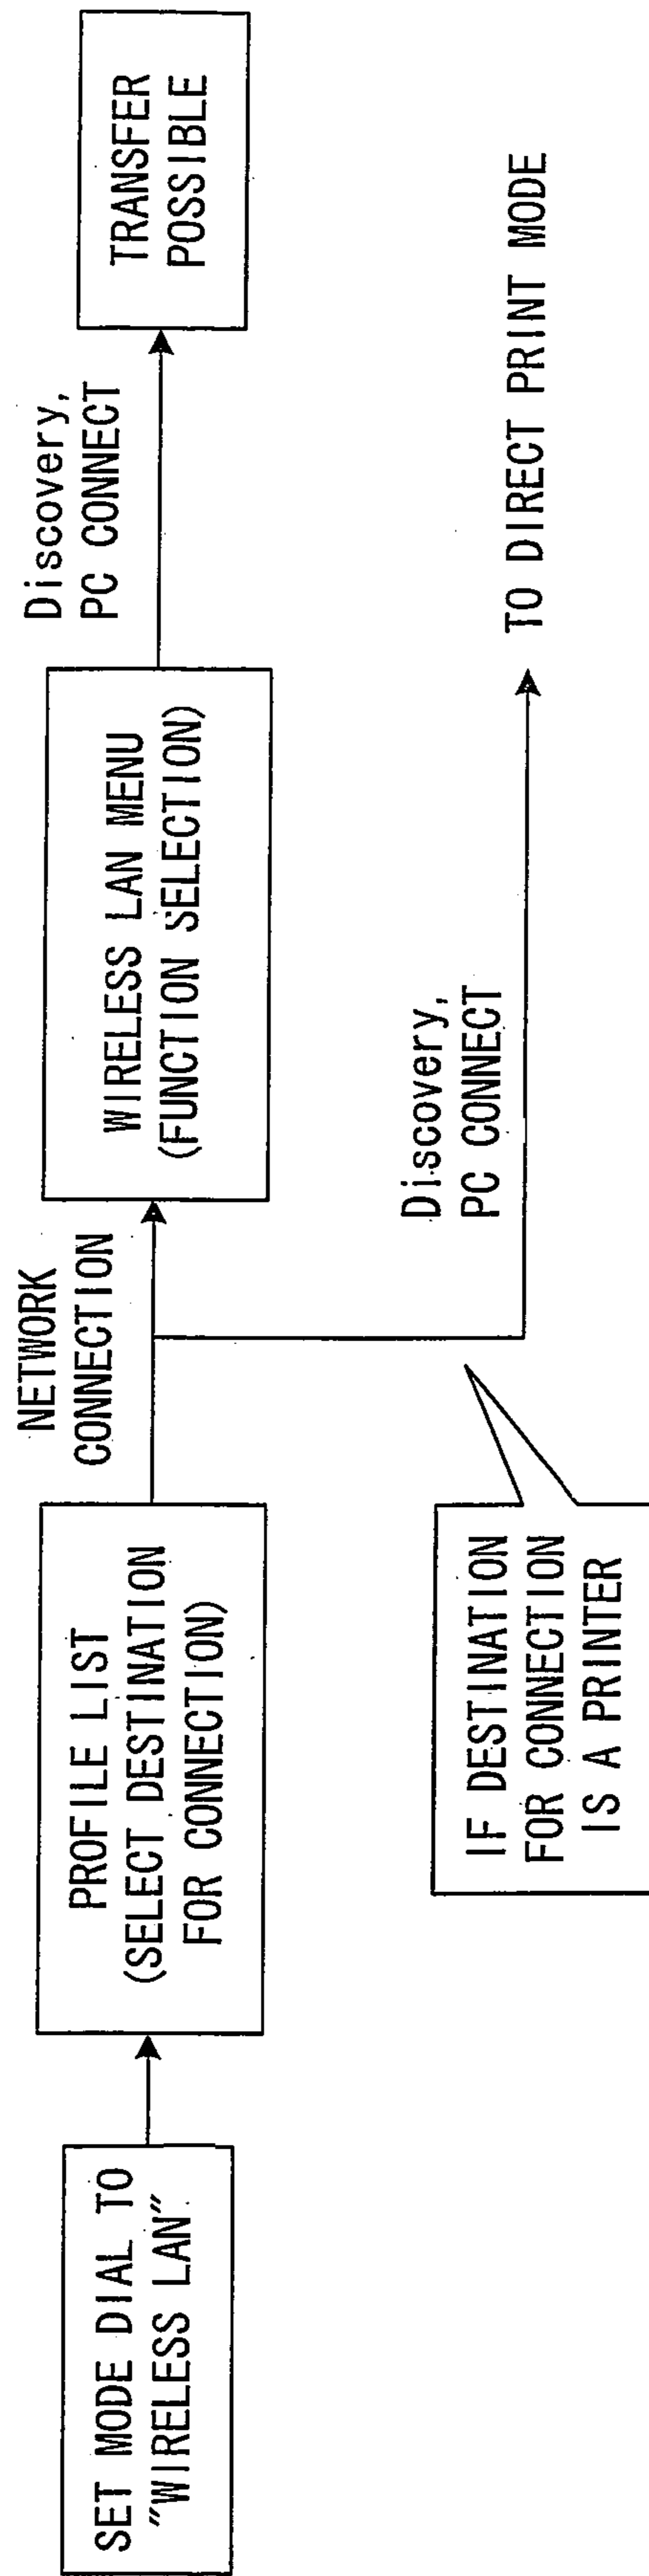 SET MODE DIAL TO
"WIRELESS LAN"
PROFILE LIST
(SELECT DESTINATION
FOR CONNECTION)
NETWORK
CONNECTION
WIRELESS LAN MENU
(FUNCTION SELECTION)
Discovery,
PC CONNECT
TRANSFER
POSSIBLE
IF DESTINATION
FOR CONNECTION
IS A PRINTER
Discovery,
PC CONNECT
TO DIRECT PRINT MODE